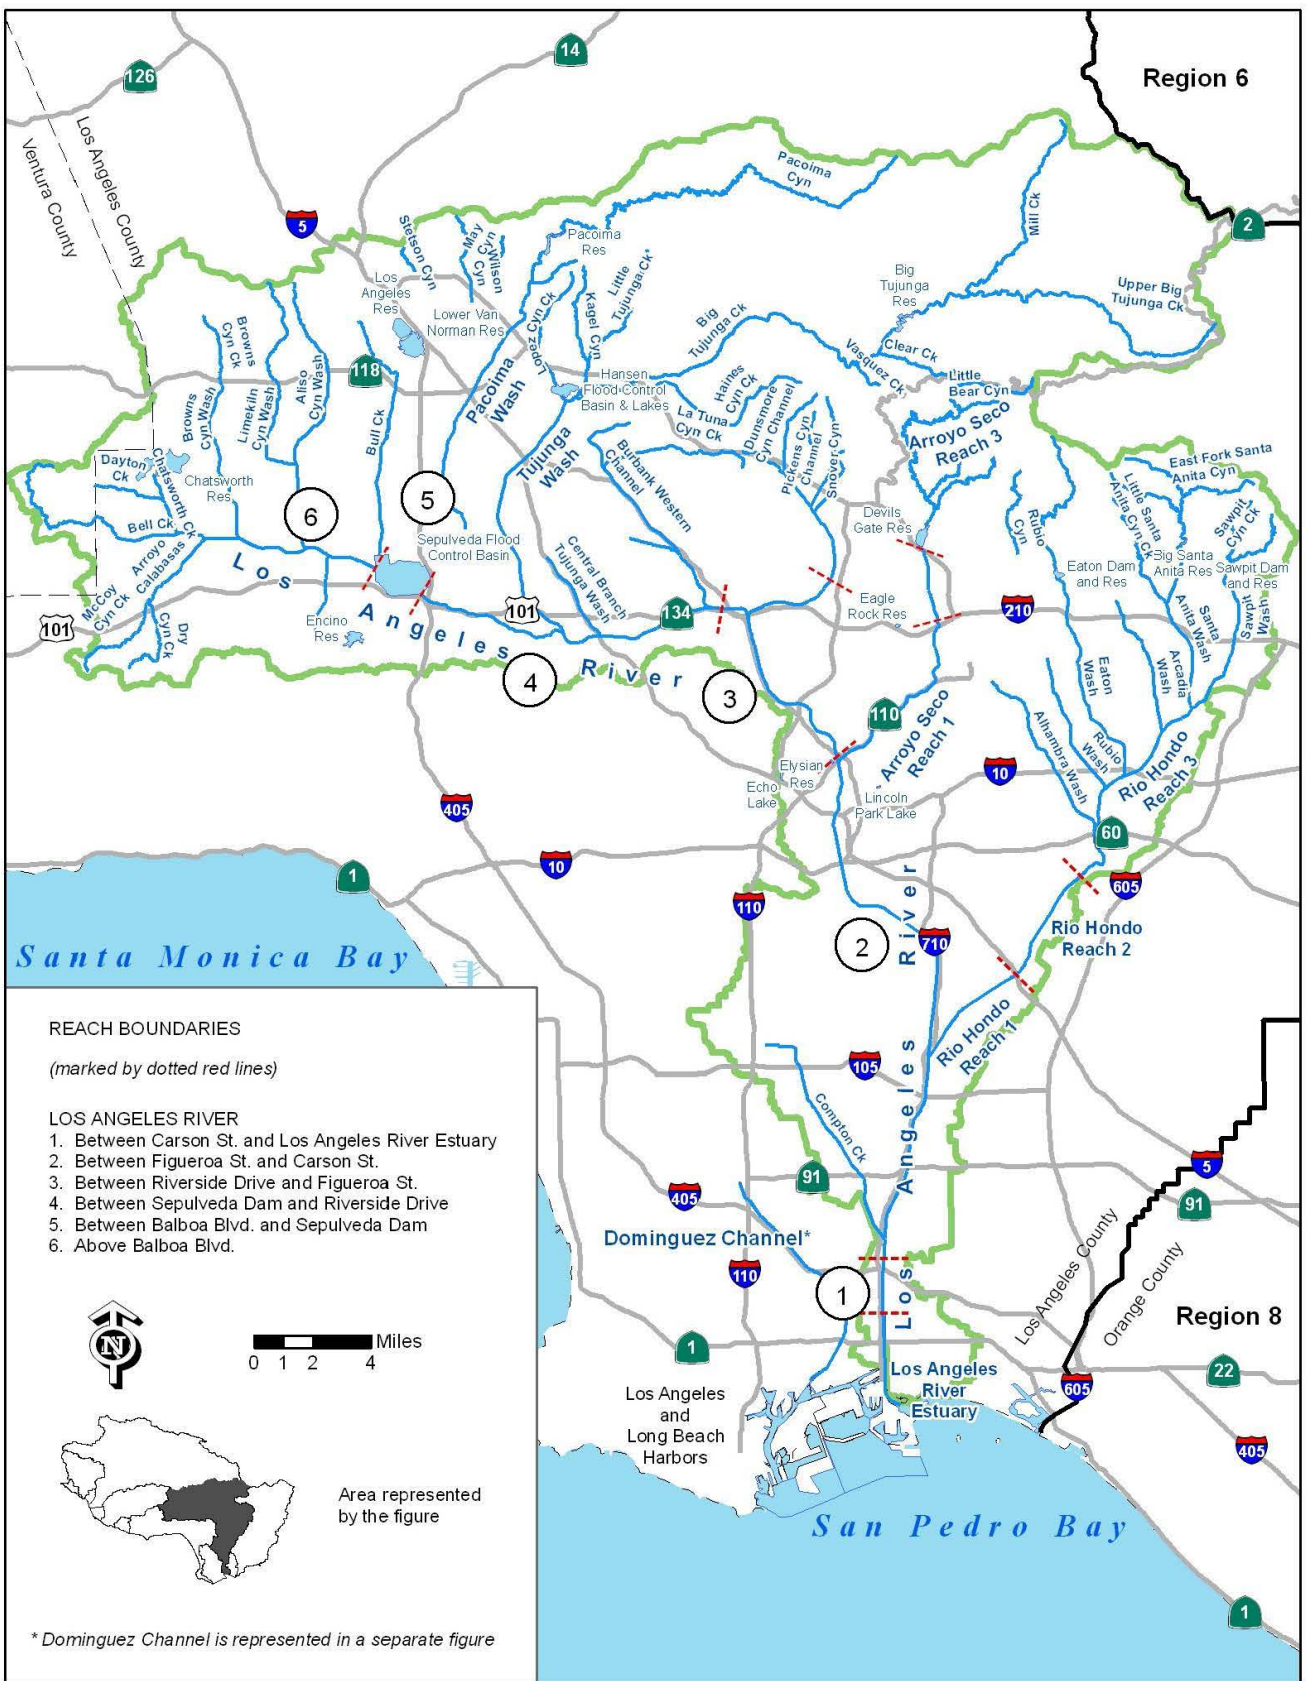 126
14
Region 6
Los Angeles County
Ventura County
5
2
Pacoima
Cyn
Mill Ck
Stetson Cyn
May
Cyn
Wilson
Cyn
Pacoima
Res
Little
Tujunga Ck*
Los
Angeles
Res
Lower Van
Norman Res
Lopez Cyn Ck
Kagel Cyn
Big
Tujunga
Res
Upper Big
Tujunga Ck
Big
Tujunga Ck
Browns
Cyn Ck
Browns
Cyn Wash
Limekiln
Cyn Wash
Aliso
Cyn Wash
118
Bull Ck
Pacoima
Wash
Hansen
Flood Control
Basin & Lakes
Vasquez Ck
Clear Ck
Little
Bear Cyn
Haines
Cyn Ck
La Tuna
Cyn Ck
Dunsmore
Cyn Channel
Pickens Cyn
Channel
Snover Cyn
Arroyo Seco
Reach 3
Tujunga
Wash
Burbank Western
Channel
Dayton
Ck
Chatsworth Ck
Chatsworth
Res
Bell Ck
Arroyo
Calabasas
McCoy
Cyn Ck
Dry
Cyn Ck
6
5
Sepulveda Flood
Control Basin
Central Branch
Tujunga Wash
Devils
Gate Res
Rubio
Cyn
Little Santa
Anita Cyn Ck
East Fork Santa
Anita Cyn
Sawpit
Cyn Ck
Big Santa
Anita Res
Sawpit Dam
and Res
Eaton Dam
and Res
Eagle
Rock Res
Encino
Res
101
101
134
210
Santa
Anita Wash
Sawpit
Wash
Arcadia
Wash
Eaton
Wash
Rubio
Wash
Alhambra Wash
Los Angeles River
4
3
110
Arroyo Seco
Reach 1
Elysian
Res
Echo
Lake
Lincoln
Park Lake
10
Rio Hondo
Reach 3
405
60
10
1
110
605
Santa Monica Bay
2
710
Rio Hondo
Reach 2
Rio Hondo
Reach 1
105
Los Angeles River
Compton Ck
91
405
5
91
Dominguez Channel*
110
1
Los Angeles County
Orange County
Region 8
1
22
605
405
Los Angeles
River
Estuary
Los Angeles
and
Long Beach
Harbors
San Pedro Bay
1
REACH BOUNDARIES
(marked by dotted red lines)
LOS ANGELES RIVER
1. Between Carson St. and Los Angeles River Estuary
2. Between Figueroa St. and Carson St.
3. Between Riverside Drive and Figueroa St.
4. Between Sepulveda Dam and Riverside Drive
5. Between Balboa Blvd. and Sepulveda Dam
6. Above Balboa Blvd.
N
Miles
0 1 2 4
Area represented
by the figure
* Dominguez Channel is represented in a separate figure